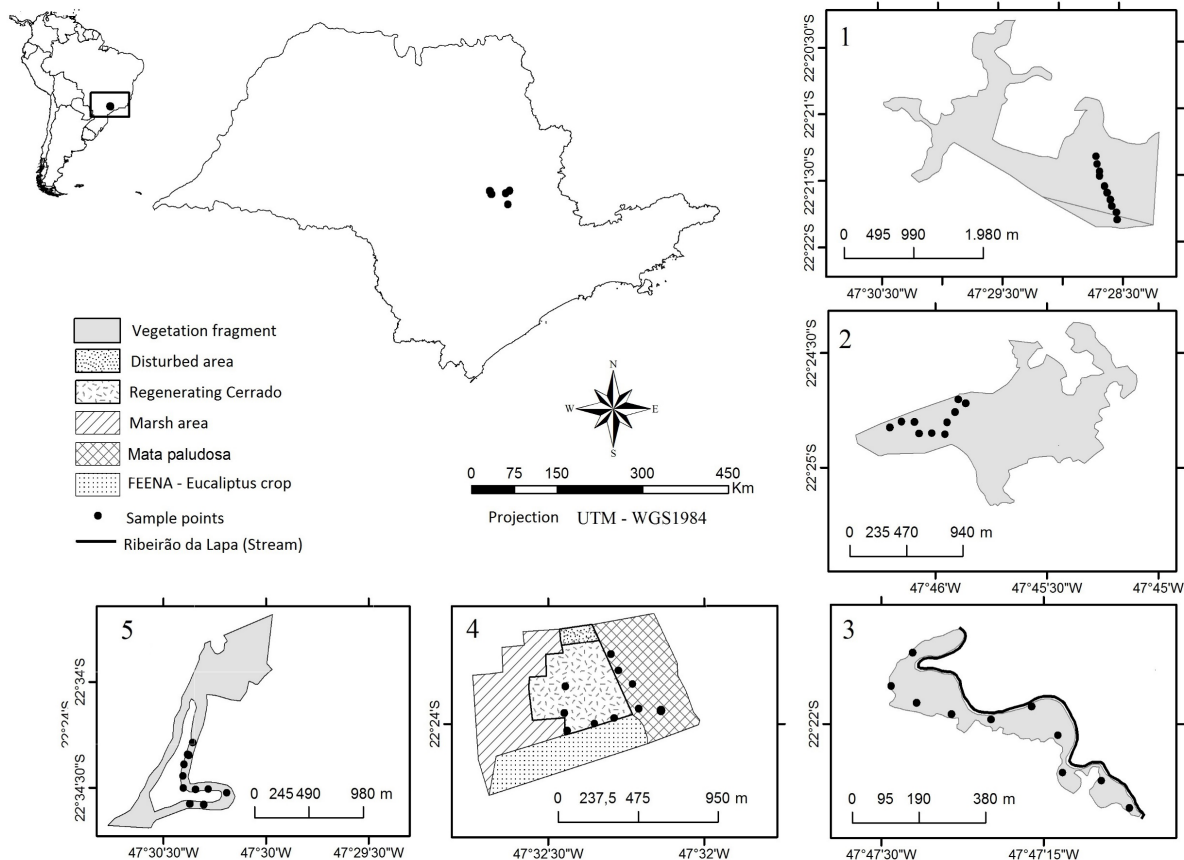 1
22°20'30"S
22°21'S
22°21'30"S
22°22'S
0 495 990 1.980 m
47°30'30"W 47°29'30"W 47°28'30"W
2
22°24'30"S
22°25'S
0 235 470 940 m
47°46'W 47°45'30"W 47°45'W
Vegetation fragment
Disturbed area
Regenerating Cerrado
Marsh area
Mata paludosa
FEENA - Eucaliptus crop
Sample points
Ribeirão da Lapa (Stream)
N
W E
S
0 75 150 300 450
Km
Projection UTM - WGS1984
5
22°34'S
22°24'S
22°34'30"S
0 245 490 980 m
47°30'30"W 47°29'30"W
4
22°24'S
0 237,5 475 950 m
47°32'30"W 47°32'W
3
22°22'S
0 95 190 380 m
47°47'30"W 47°47'15"W